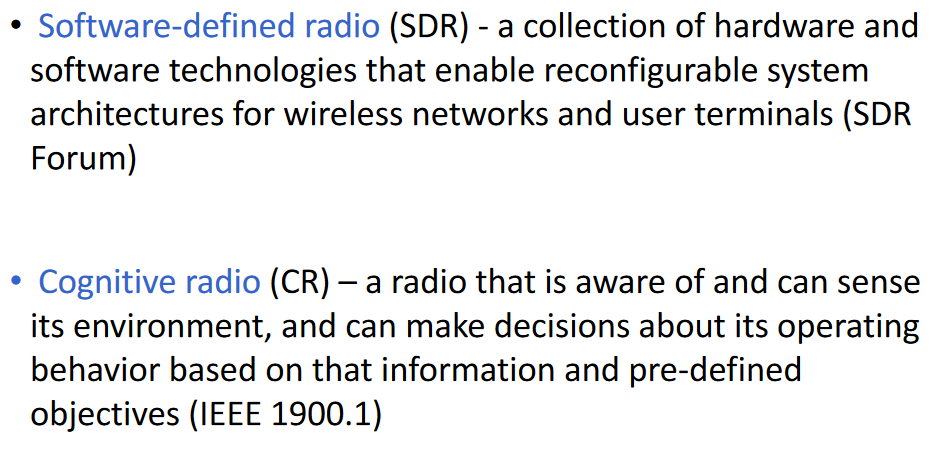 • Software-defined radio (SDR) - a collection of hardware and
software technologies that enable reconfigurable system
architectures for wireless networks and user terminals (SDR
Forum)
• Cognitive radio (CR) – a radio that is aware of and can sense
its environment, and can make decisions about its operating
behavior based on that information and pre-defined
objectives (IEEE 1900.1)